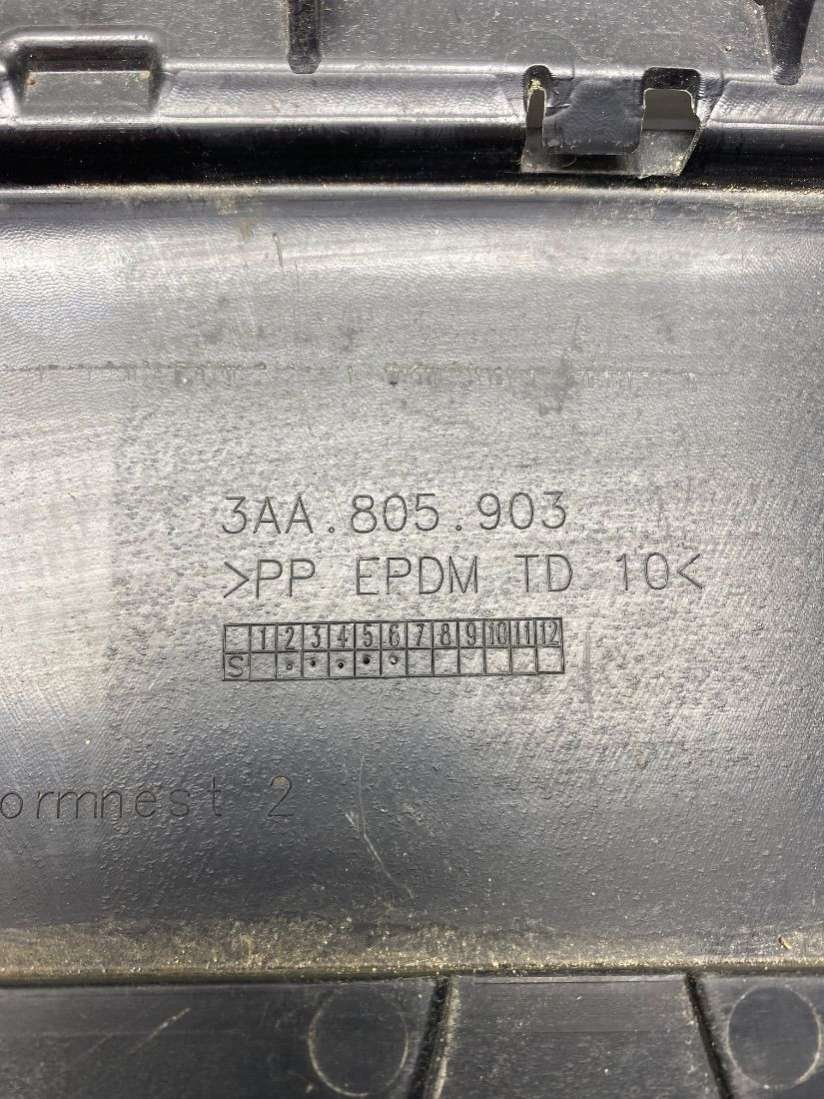 3AA.805.903
>PP EPDM TD 10<
1 2 3 4 5 6 7 8 9 10 11 12
S
ormnest 2